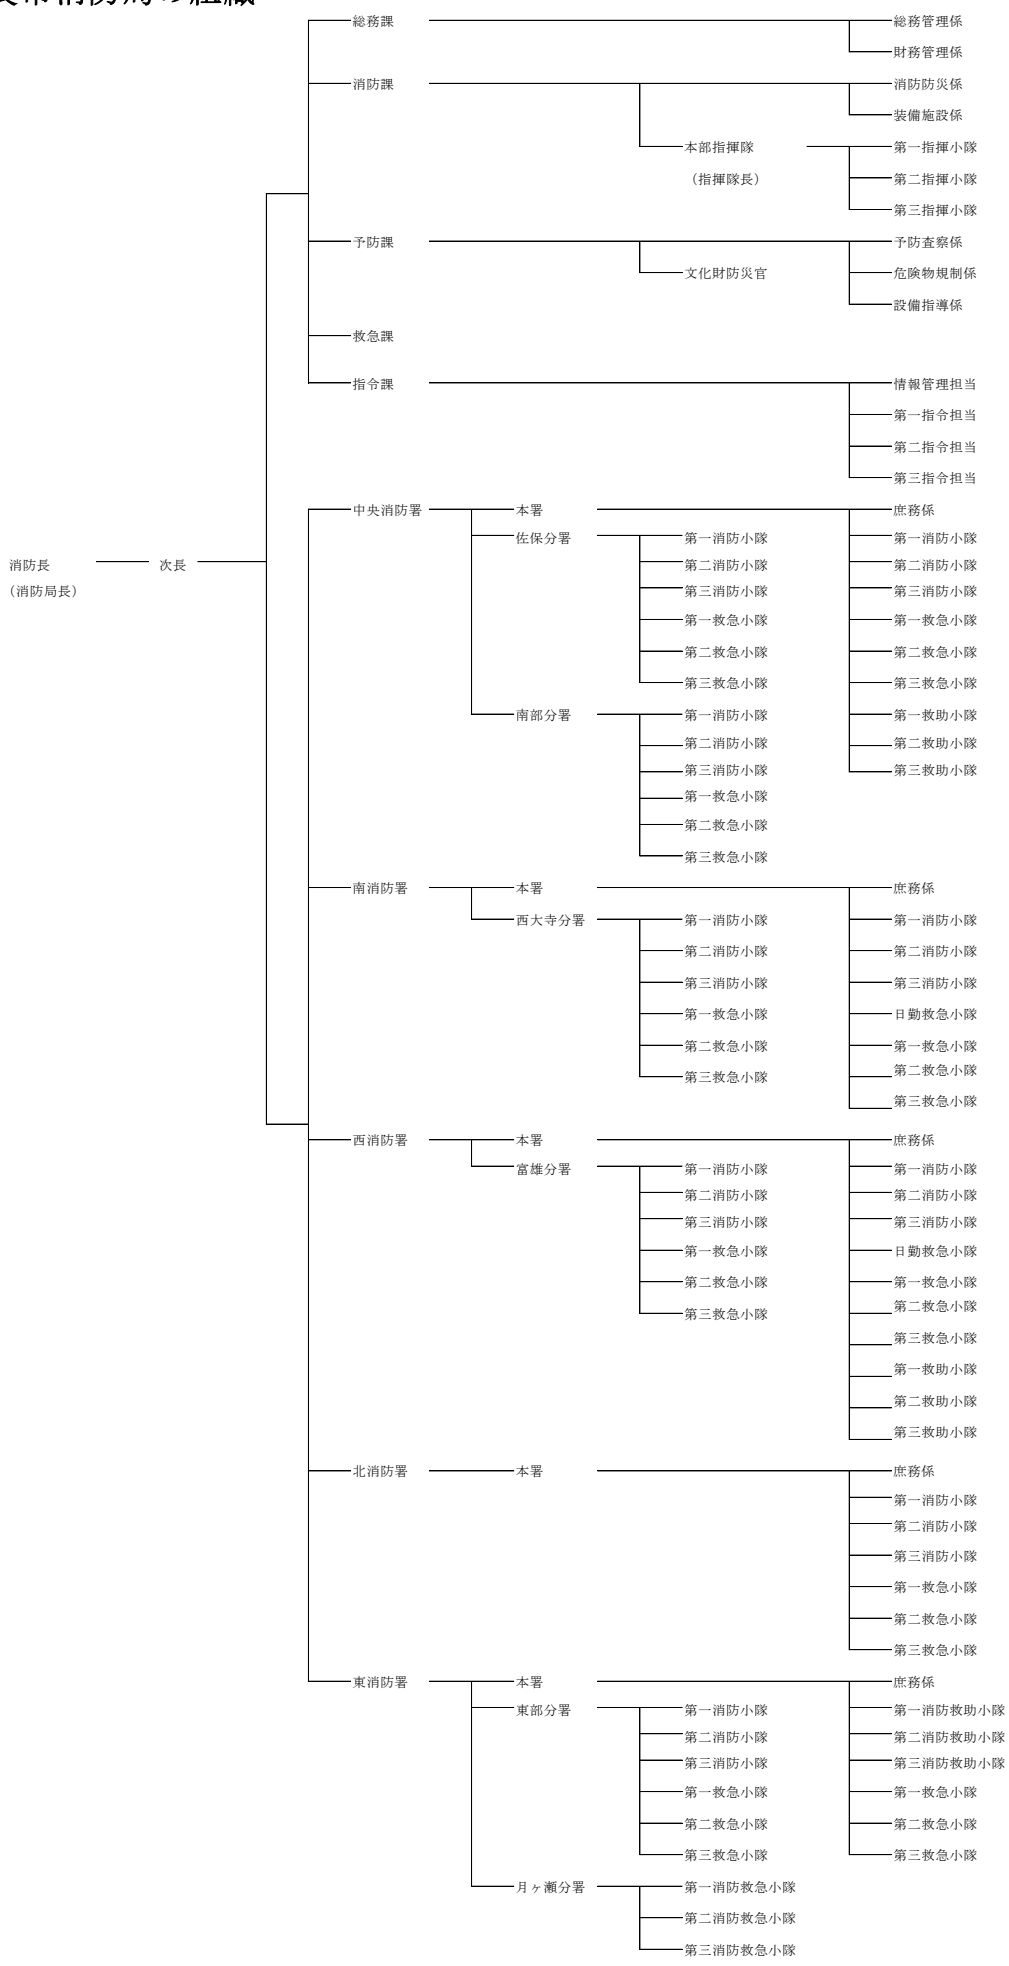 市消防局の組織
総務課 総務管理係
財務管理係
消防課 消防防災係
装備施設係
本部指揮隊 第一指揮小隊
（指揮隊長） 第二指揮小隊
第三指揮小隊
予防課 予防査察係
文化財防災官 危険物規制係
設備指導係
救急課
指令課 情報管理担当
第一指令担当
第二指令担当
第三指令担当
中央消防署 本署 庶務係
佐保分署 第一消防小隊 第一消防小隊
消防長 次長 第二消防小隊 第二消防小隊
（消防局長） 第三消防小隊 第三消防小隊
第一救急小隊 第一救急小隊
第二救急小隊 第二救急小隊
第三救急小隊 第三救急小隊
南部分署 第一消防小隊 第一救助小隊
第二消防小隊 第二救助小隊
第三消防小隊 第三救助小隊
第一救急小隊
第二救急小隊
第三救急小隊
南消防署 本署 庶務係
西大寺分署 第一消防小隊 第一消防小隊
第二消防小隊 第二消防小隊
第三消防小隊 第三消防小隊
第一救急小隊 日勤救急小隊
第二救急小隊 第一救急小隊
第三救急小隊 第二救急小隊
第三救急小隊
西消防署 本署 庶務係
富雄分署 第一消防小隊 第一消防小隊
第二消防小隊 第二消防小隊
第三消防小隊 第三消防小隊
第一救急小隊 日勤救急小隊
第二救急小隊 第一救急小隊
第三救急小隊 第二救急小隊
第三救急小隊
第一救助小隊
第二救助小隊
第三救助小隊
北消防署 本署 庶務係
第一消防小隊
第二消防小隊
第三消防小隊
第一救急小隊
第二救急小隊
第三救急小隊
東消防署 本署 庶務係
東部分署 第一消防小隊 第一消防救助小隊
第二消防小隊 第二消防救助小隊
第三消防小隊 第三消防救助小隊
第一救急小隊 第一救急小隊
第二救急小隊 第二救急小隊
第三救急小隊 第三救急小隊
月ヶ瀬分署 第一消防救急小隊
第二消防救急小隊
第三消防救急小隊